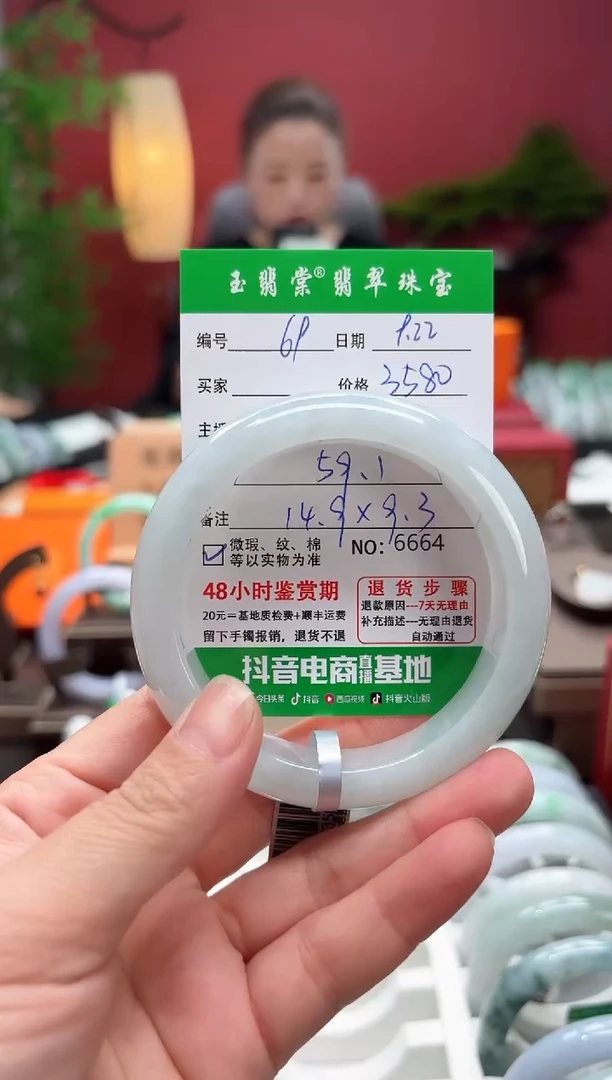 玉翡棠®翡翠珠宝
编号 61 日期 9.22
买家 价格 3580
主播
59.1
备注 14.9×9.3
微瑕、纹、棉
等以实物为准
NO: 6664
48小时鉴赏期
20元=基地质检费+顺丰运费
留下手镯报销，退货不退
退货步骤
退款原因---7天无理由
补充描述---无理由退货
自动通过
抖音电商直播基地
今日头条 抖音 西瓜视频 抖音火山版